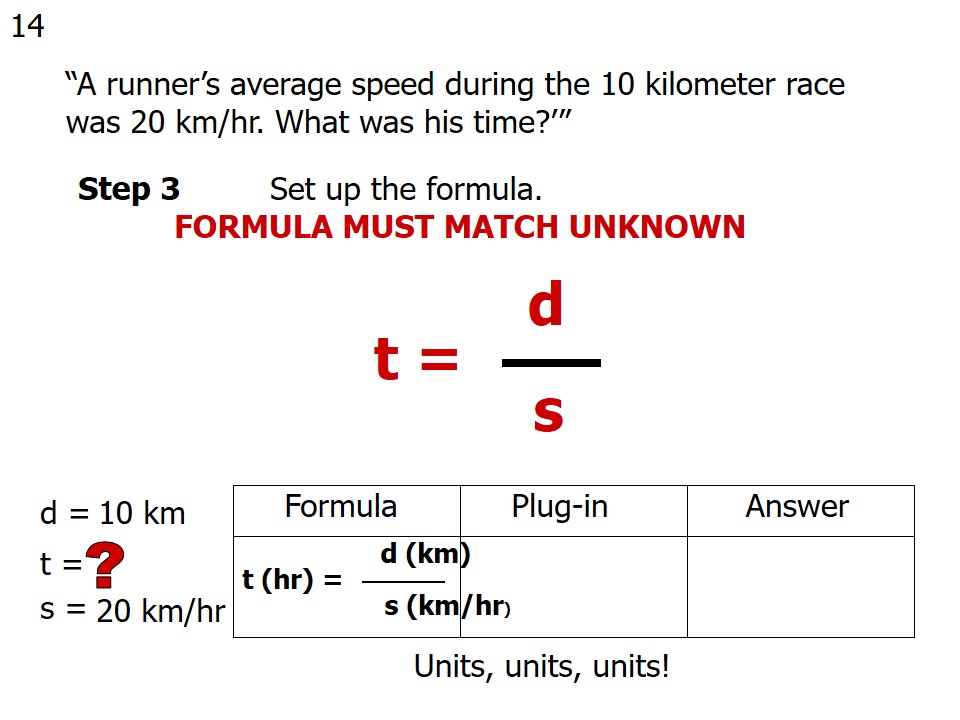 14
“A runner’s average speed during the 10 kilometer race
was 20 km/hr. What was his time?’”
Step 3 Set up the formula.
FORMULA MUST MATCH UNKNOWN
d
t =
s
d = 10 km
t = ?
s = 20 km/hr
Formula Plug-in Answer
d (km)
t (hr) =
s (km/hr)
Units, units, units!